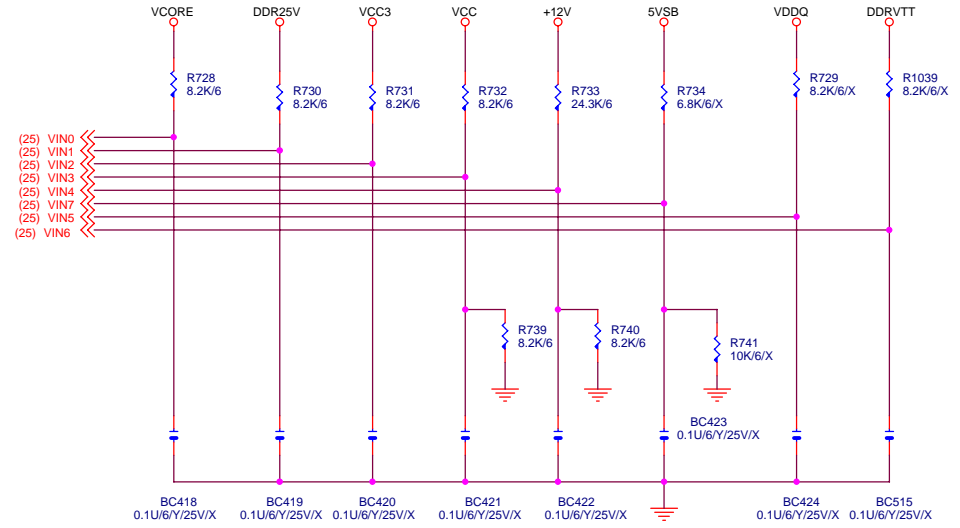 VCORE DDR25V VCC3 VCC +12V 5VSB VDDQ DDRVTT
R728
8.2K/6
R730
8.2K/6
R731
8.2K/6
R732
8.2K/6
R733
24.3K/6
R734
6.8K/6/X
R729
8.2K/6/X
R1039
8.2K/6/X
(25) VIN0
(25) VIN1
(25) VIN2
(25) VIN3
(25) VIN4
(25) VIN7
(25) VIN5
(25) VIN6
R739
8.2K/6
R740
8.2K/6
R741
10K/6/X
BC423
0.1U/6/Y/25V/X
BC418
0.1U/6/Y/25V/X
BC419
0.1U/6/Y/25V/X
BC420
0.1U/6/Y/25V/X
BC421
0.1U/6/Y/25V/X
BC422
0.1U/6/Y/25V/X
BC424
0.1U/6/Y/25V/X
BC515
0.1U/6/Y/25V/X